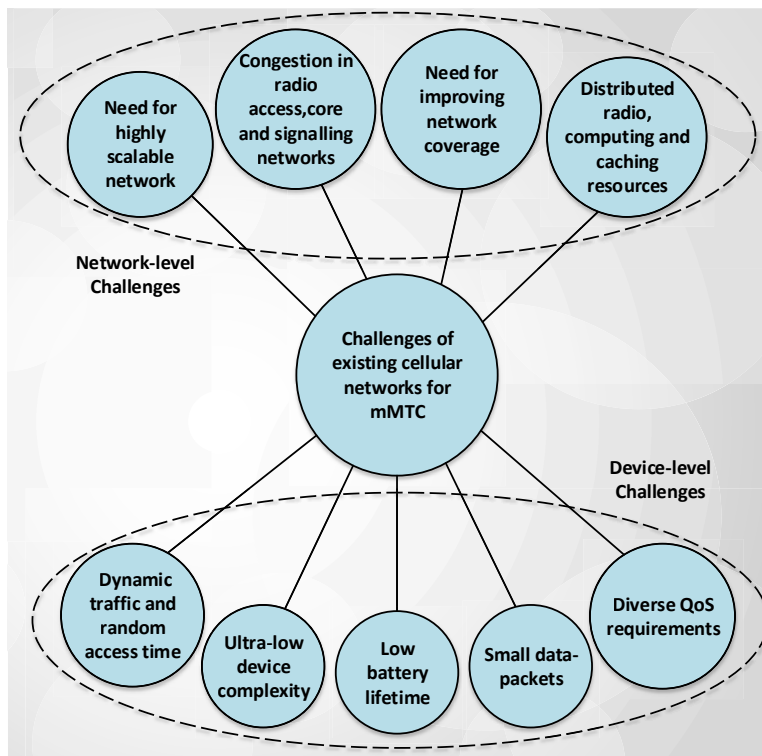 Need for
highly
scalable
network
Congestion in
radio
access,core
and signalling
networks
Need for
improving
network
coverage
Distributed
radio,
computing and
caching
resources
Network-level
Challenges
Challenges of
existing cellular
networks for
mMTC
Device-level
Challenges
Dynamic
traffic and
random
access time
Ultra-low
device
complexity
Low
battery
lifetime
Small data-
packets
Diverse QoS
requirements